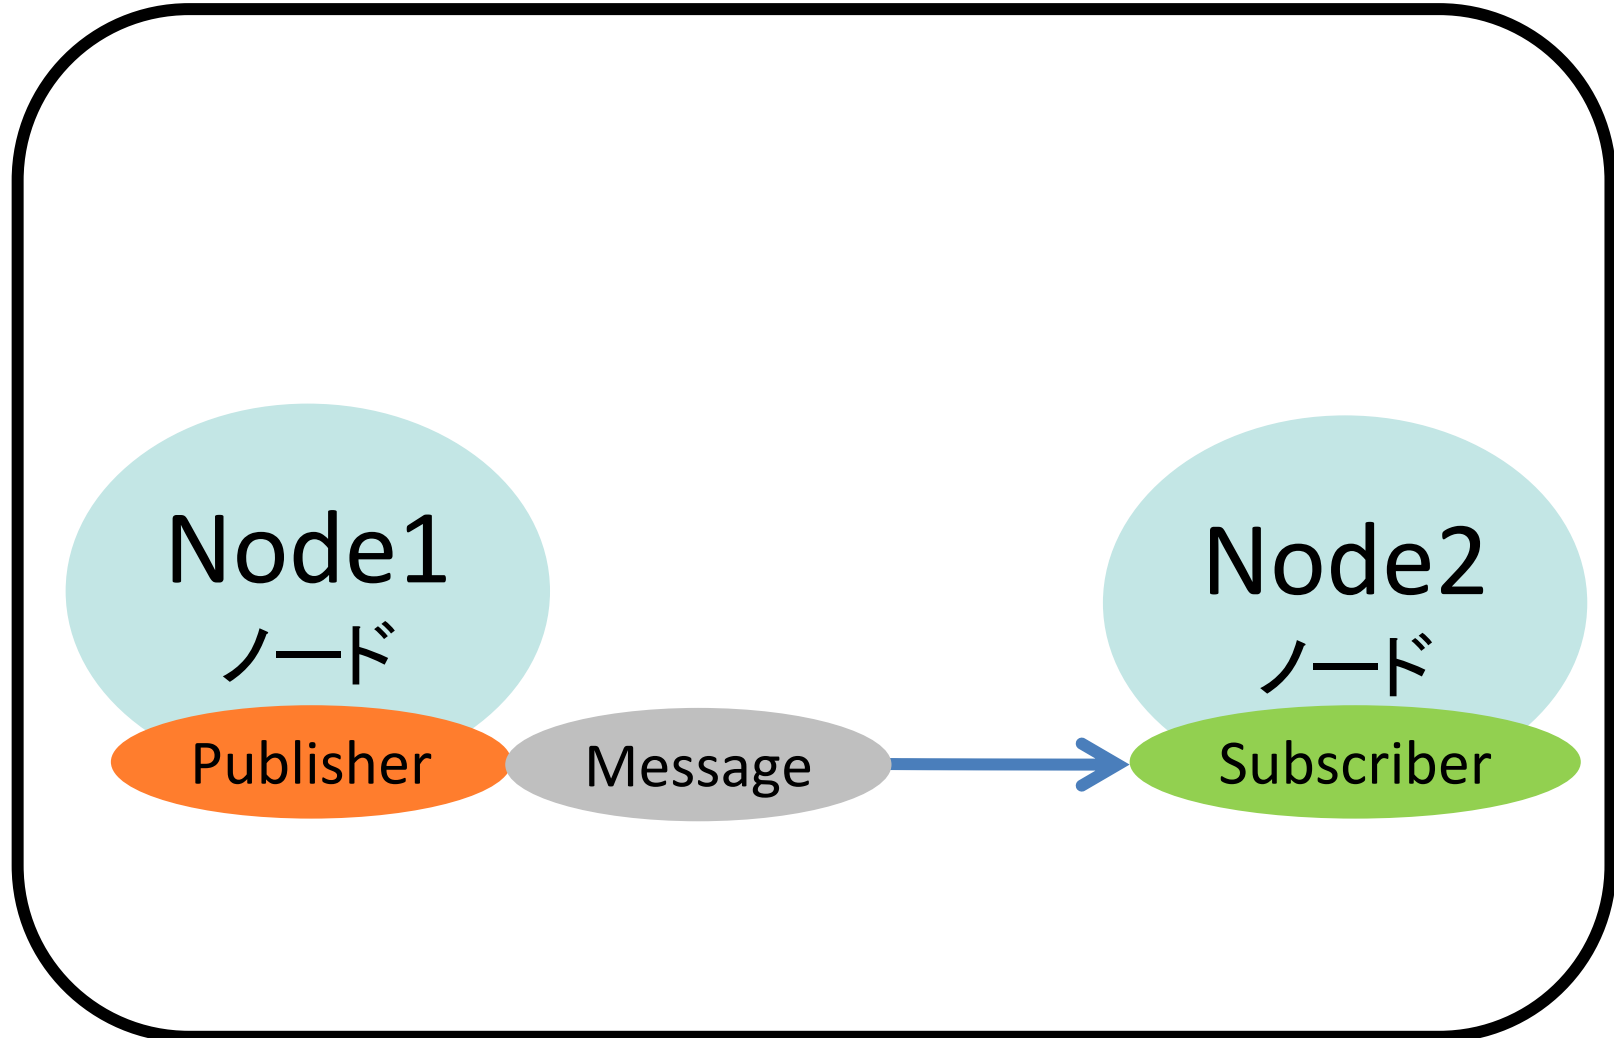 Node1
ノード
Node2
ノード
Publisher
Message
Subscriber